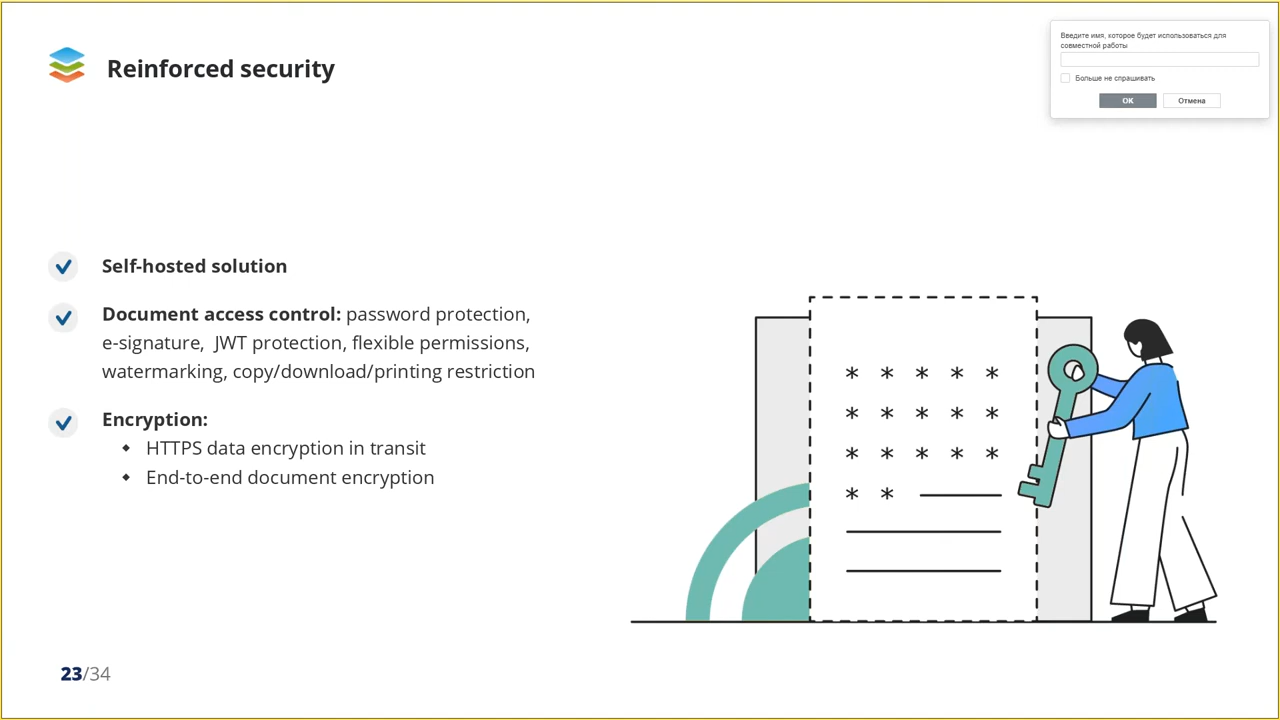 Reinforced security
Введите имя, которое будет использоваться для
совместной работы
Больше не спрашивать
OK
Отмена
Self-hosted solution
Document access control: password protection,
e-signature, JWT protection, flexible permissions,
watermarking, copy/download/printing restriction
Encryption:
HTTPS data encryption in transit
End-to-end document encryption
* * * * *
* * * * *
* * * * *
* *
23/34